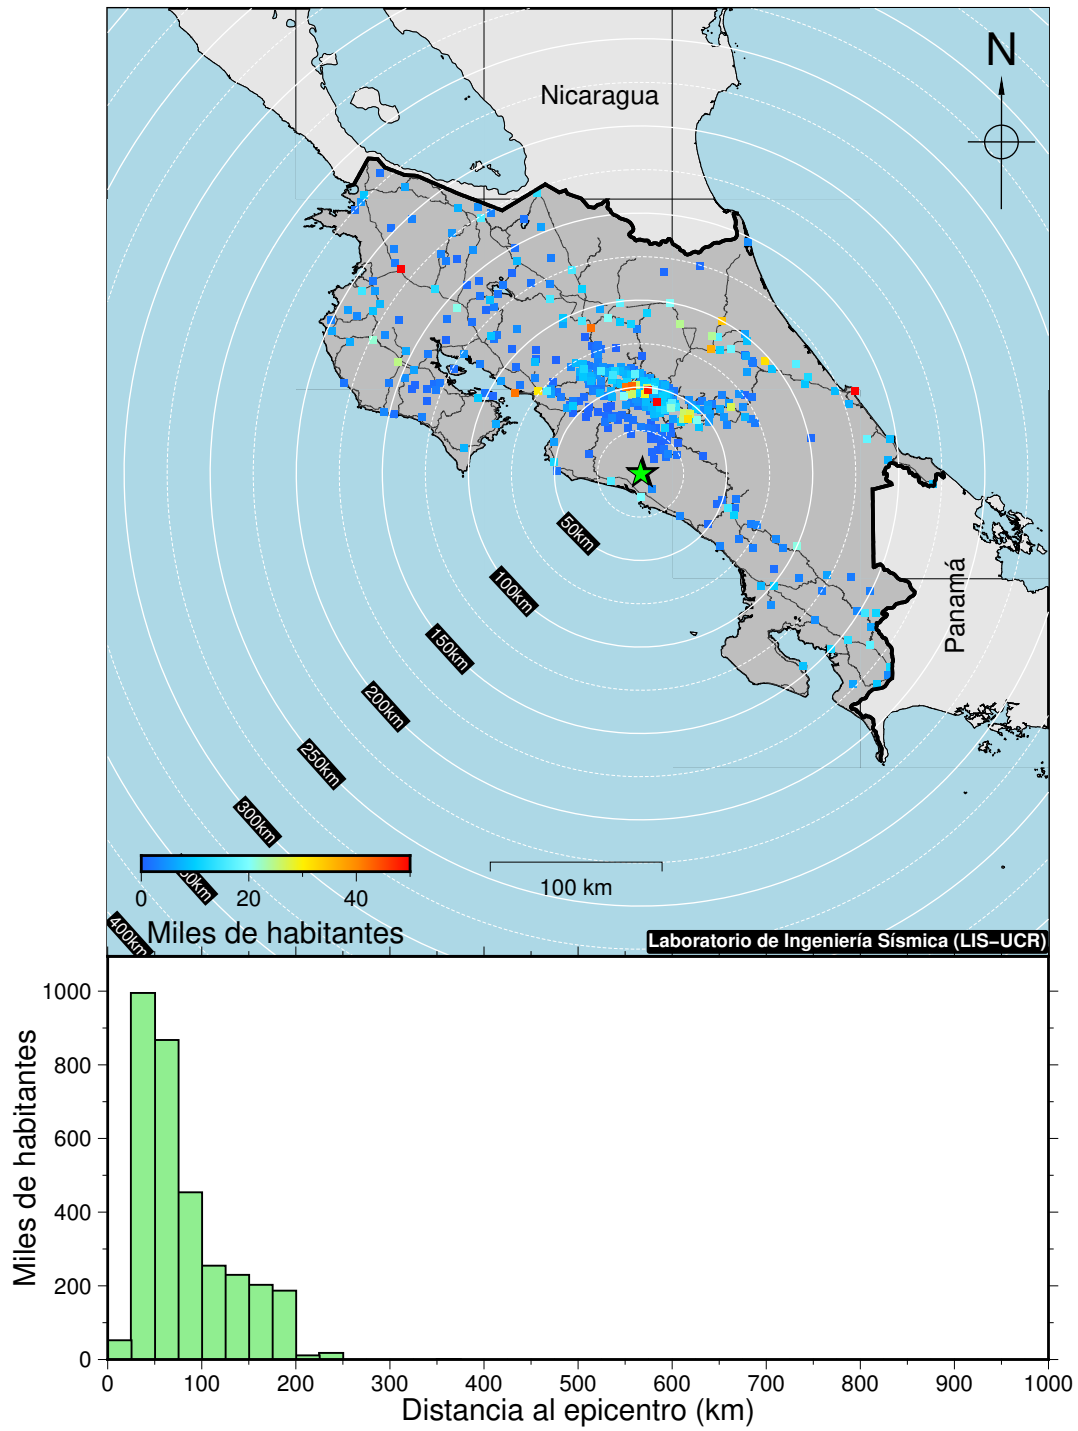 N
Nicaragua
Panamá
50km
100km
150km
200km
250km
300km
400km
0 20 40
Miles de habitantes
100 km
Laboratorio de Ingeniería Sísmica (LIS−UCR)
Miles de habitantes
1000
800
600
400
200
0
0 100 200 300 400 500 600 700 800 900 1000
Distancia al epicentro (km)